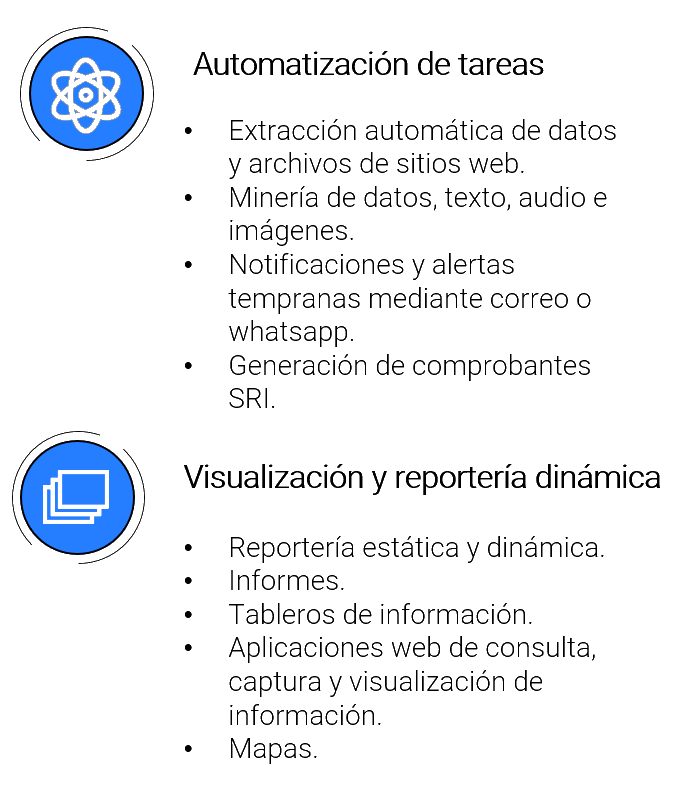 Automatización de tareas
• Extracción automática de datos
y archivos de sitios web.
• Minería de datos, texto, audio e
imágenes.
• Notificaciones y alertas
tempranas mediante correo o
whatsapp.
• Generación de comprobantes
SRI.
Visualización y reportería dinámica
• Reportería estática y dinámica.
• Informes.
• Tableros de información.
• Aplicaciones web de consulta,
captura y visualización de
información.
• Mapas.